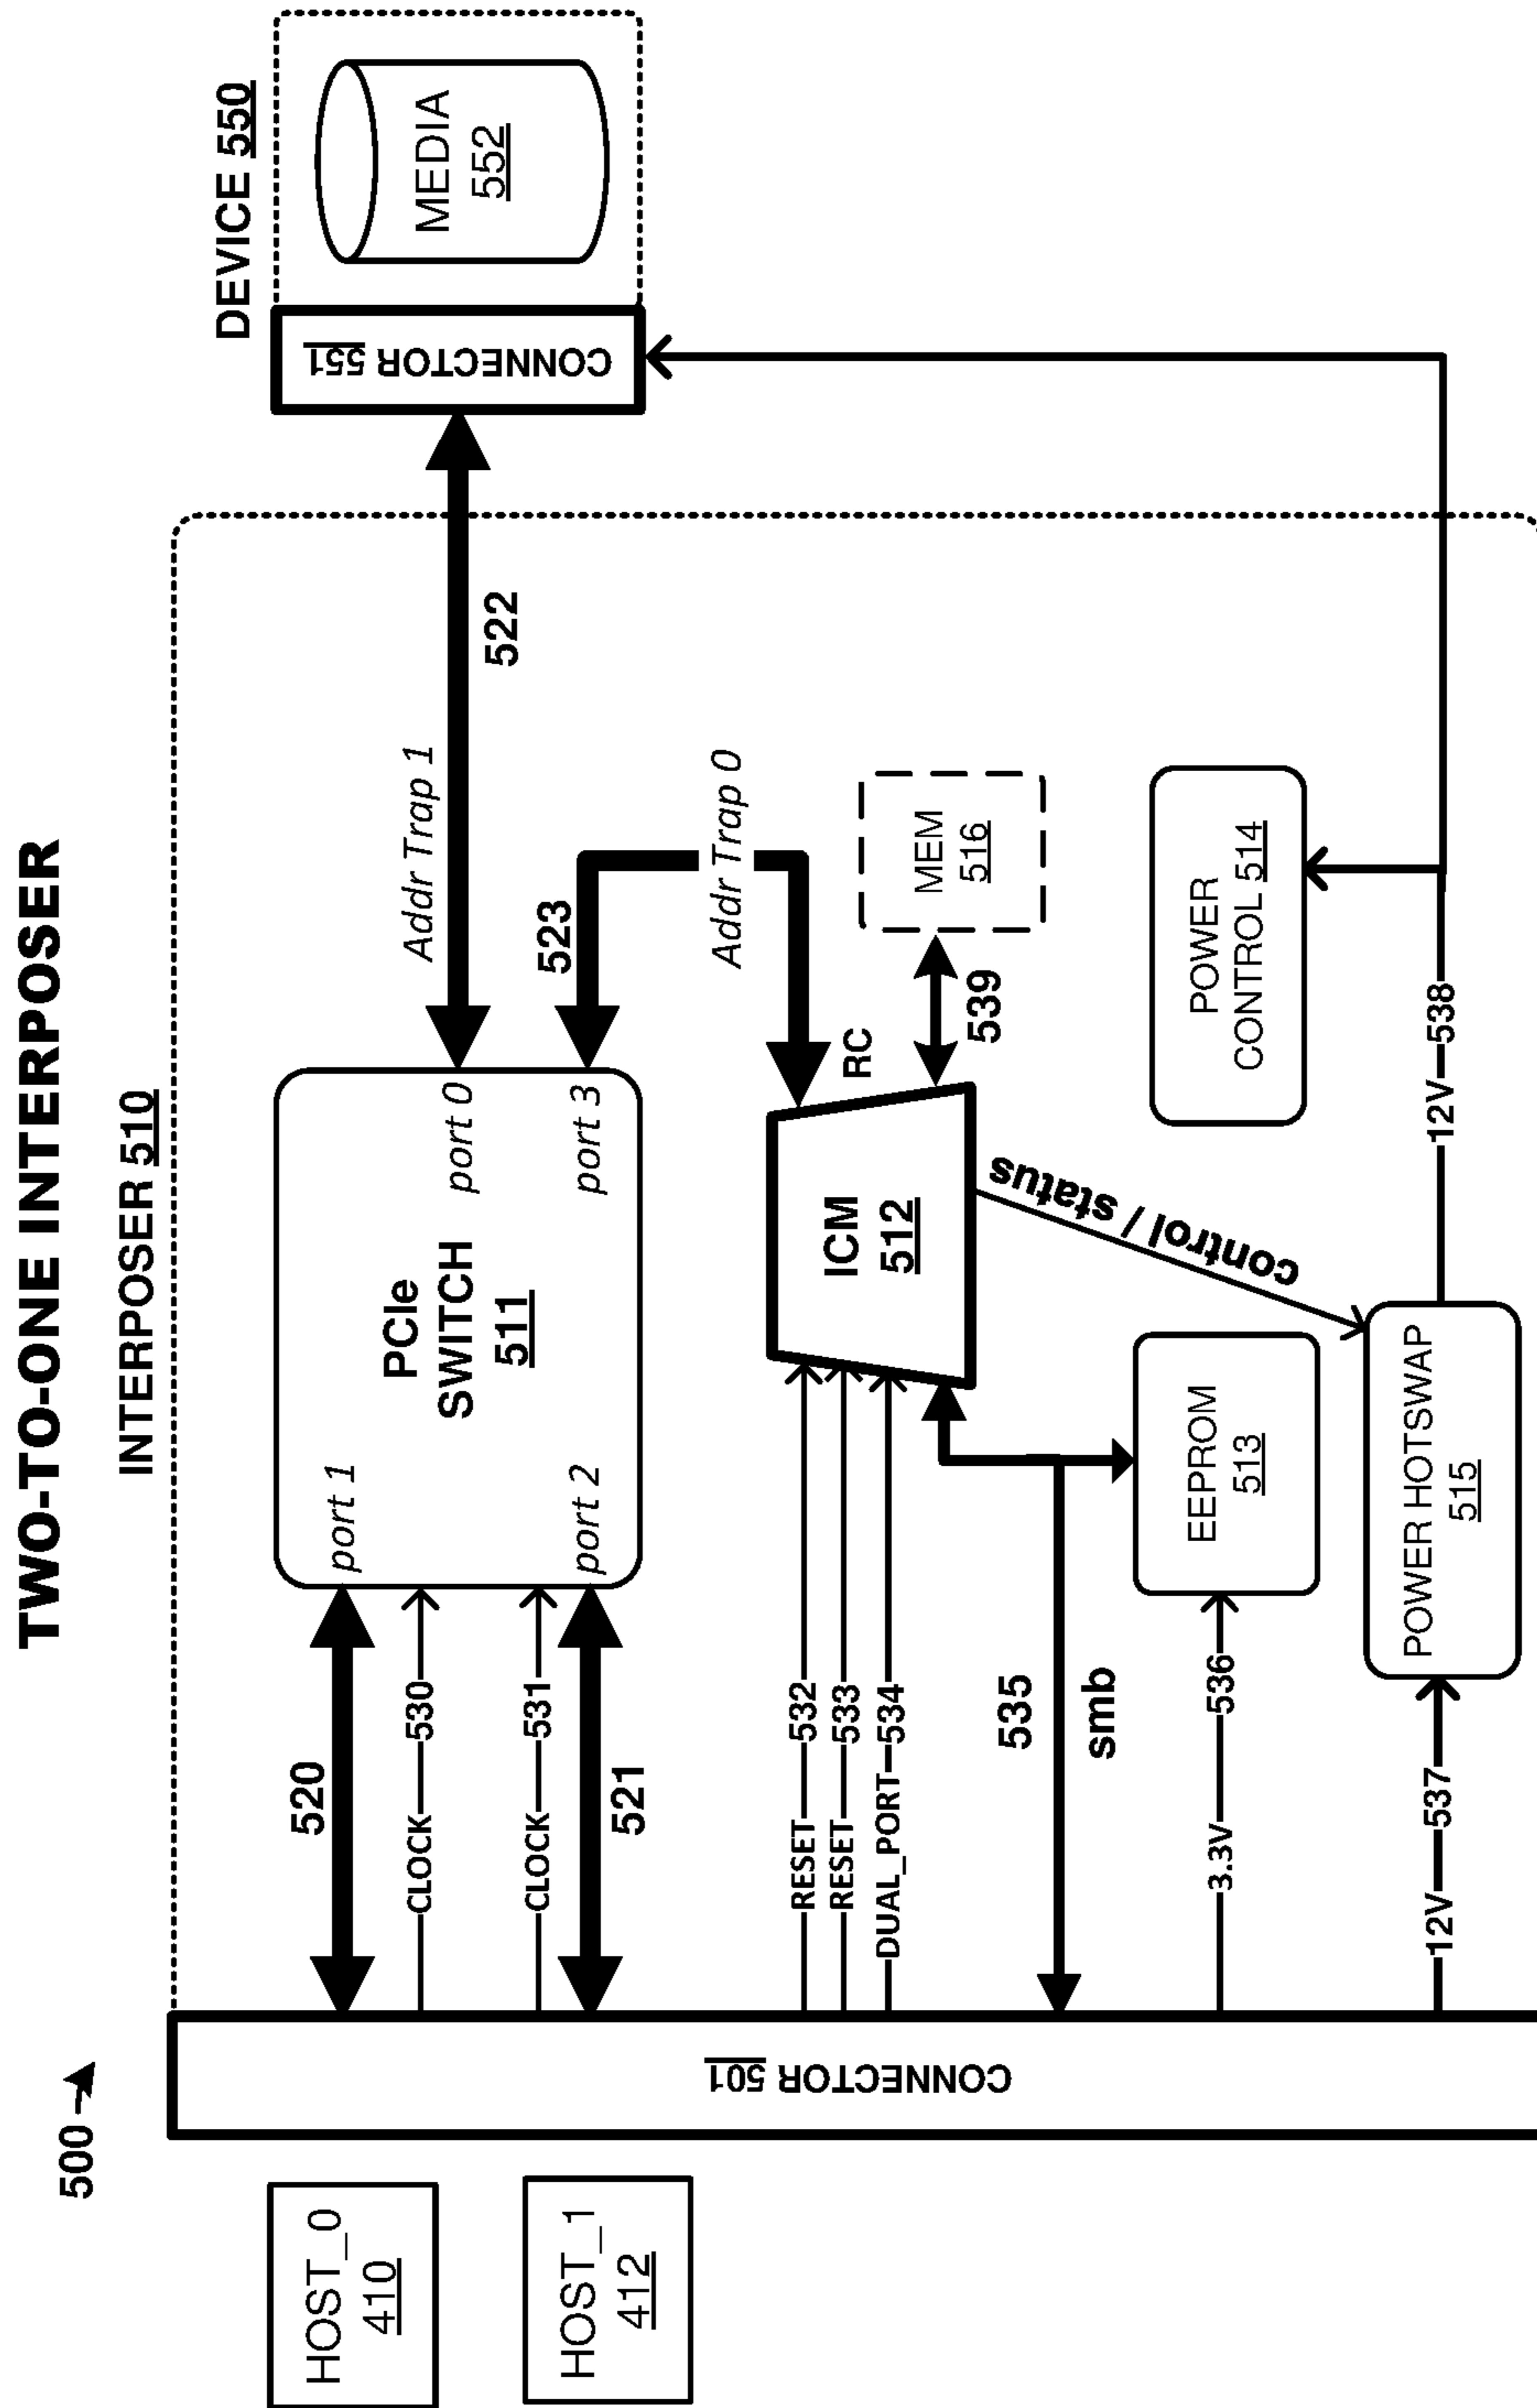 TWO-TO-ONE INTERPOSER
500
INTERPOSER 510
DEVICE 550
HOST_0
410
HOST_1
412
CONNECTOR 501
520
CLOCK 530
CLOCK 531
521
port 1
port 2
PCIe
SWITCH
511
port 0
port 3
Addr Trap 1
522
523
Addr Trap 0
CONNECTOR 551
MEDIA
552
RESET 532
RESET 533
DUAL_PORT 534
ICM
512
RC
539
MEM
516
535
smb
control / status
3.3V 536
EEPROM
513
POWER
CONTROL 514
12V 537
POWER HOTSWAP
515
12V 538